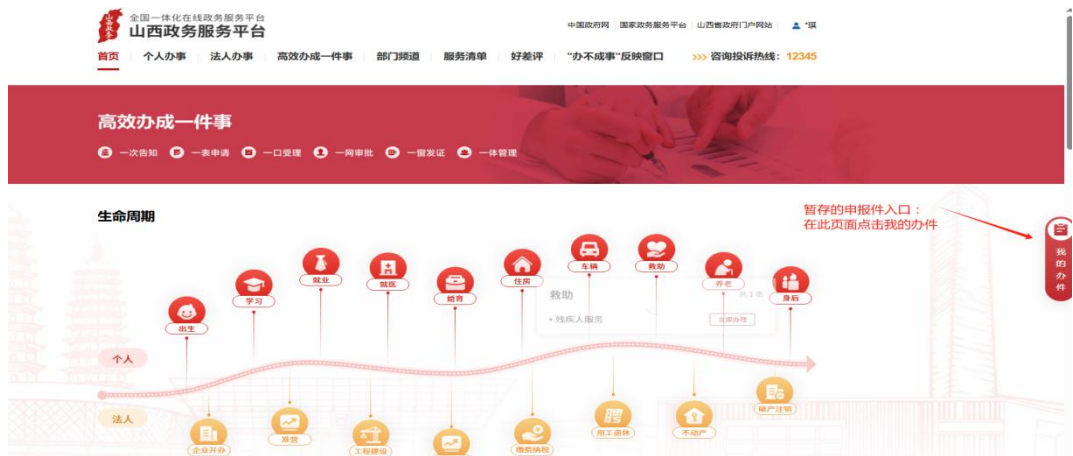 全国一体化在线政务服务平台
山西政务服务平台
中国政府网 国家政务服务平台 山西省政府门户网站 *琪
首页 个人办事 法人办事 高效办成一件事 部门频道 服务清单 好差评 "办不成事"反映窗口 >>> 咨询投诉热线：12345
高效办成一件事
一次告知 一表申请 一口受理 一网审批 一窗发证 一体管理
生命周期
暂存的申报件入口：
在此页面点击我的办件
我的办件
出生
学习
就业
就医
婚育
住房
车辆
救助
养老
身后
救助 共 1 条
• 残疾人服务 立即办理
个人
法人
企业开办
准营
工程建设
缴费纳税
用工退休
不动产
破产注销